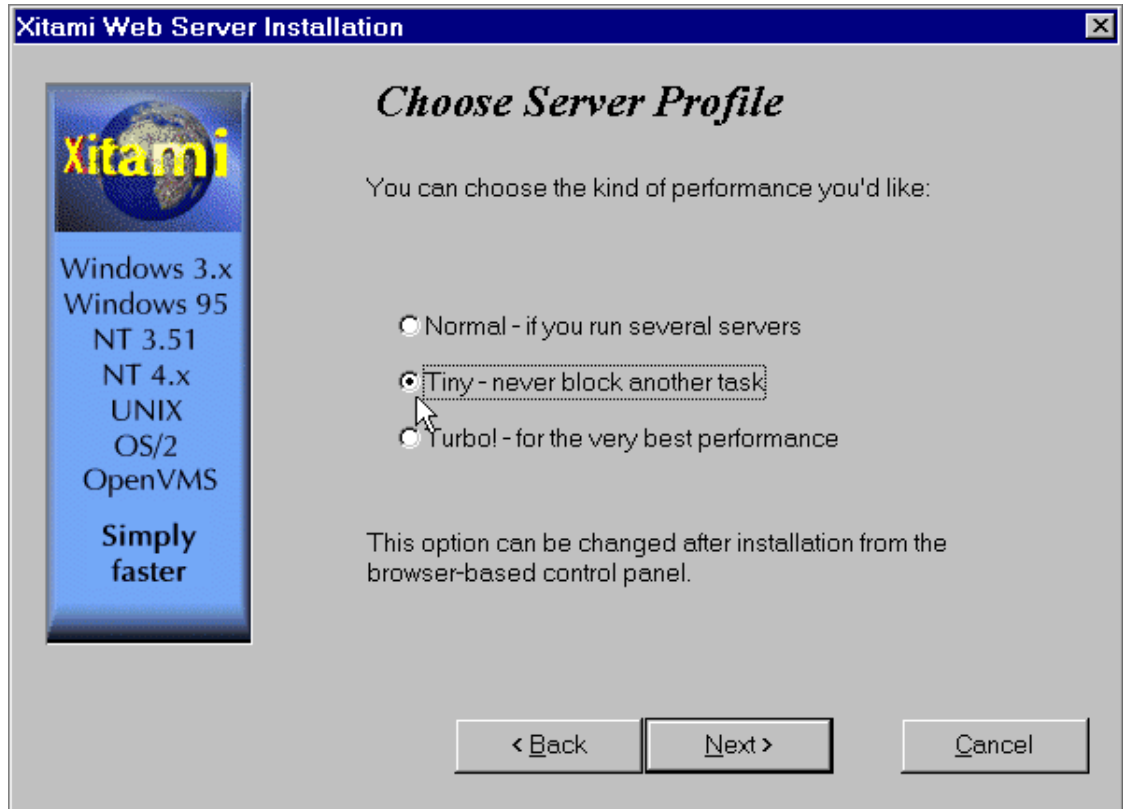 Xitami Web Server Installation
Xitami
Windows 3.x
Windows 95
NT 3.51
NT 4.x
UNIX
OS/2
OpenVMS
Simply
faster
Choose Server Profile
You can choose the kind of performance you'd like:
Normal - if you run several servers
Tiny - never block another task
Turbo! - for the very best performance
This option can be changed after installation from the
browser-based control panel.
< Back
Next >
Cancel